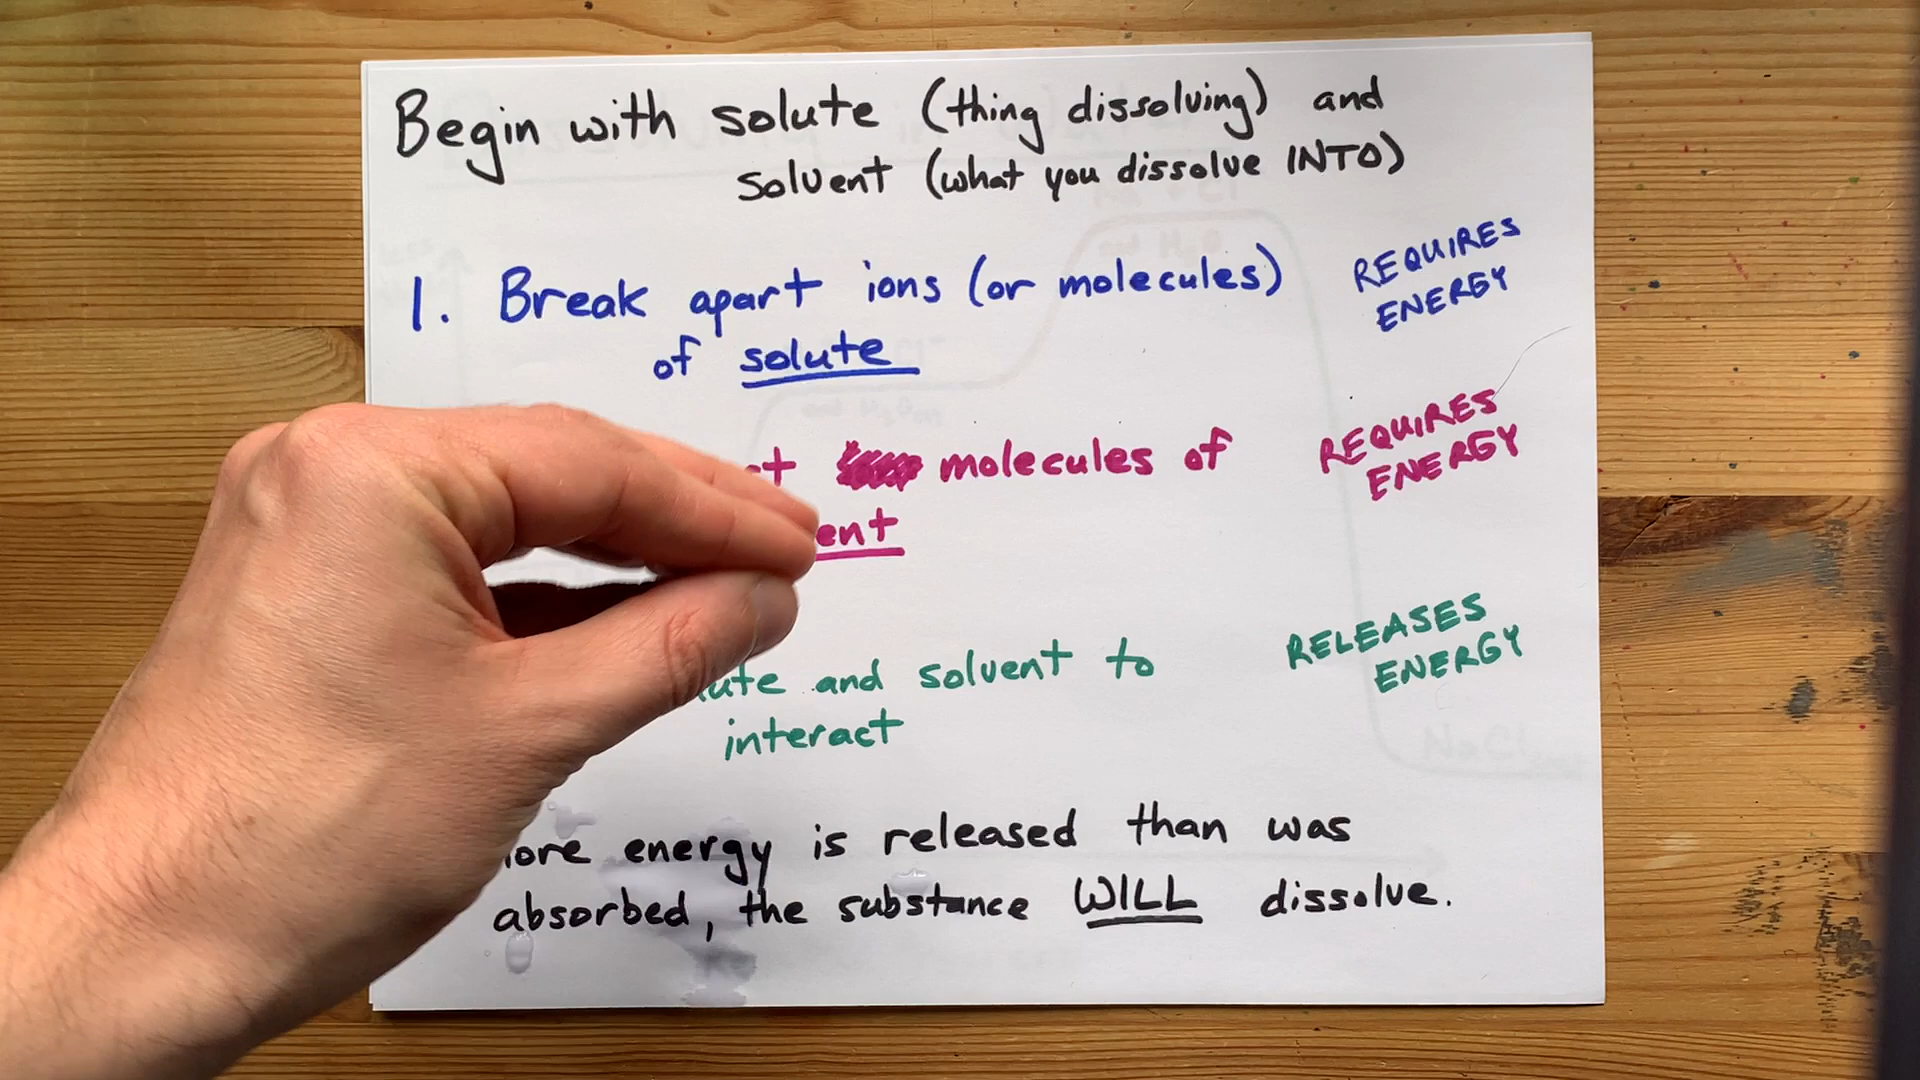 Begin with solute (thing dissolving) and
solvent (what you dissolve INTO)
1. Break apart ions (or molecules)
of solute
REQUIRES
ENERGY
molecules of
REQUIRES
ENERGY
and solvent to
interact
RELEASES
ENERGY
energy is released than was
absorbed, the substance WILL dissolve.